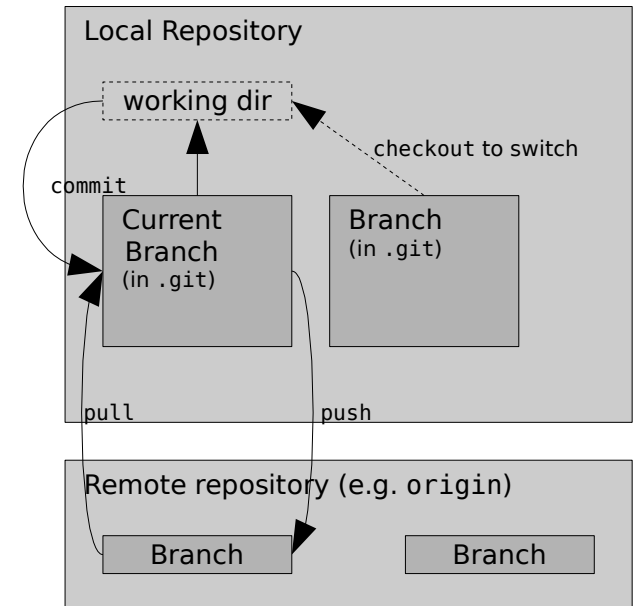 Local Repository
working dir
checkout to switch
commit
Current
Branch
(in .git)
Branch
(in .git)
pull
push
Remote repository (e.g. origin)
Branch
Branch